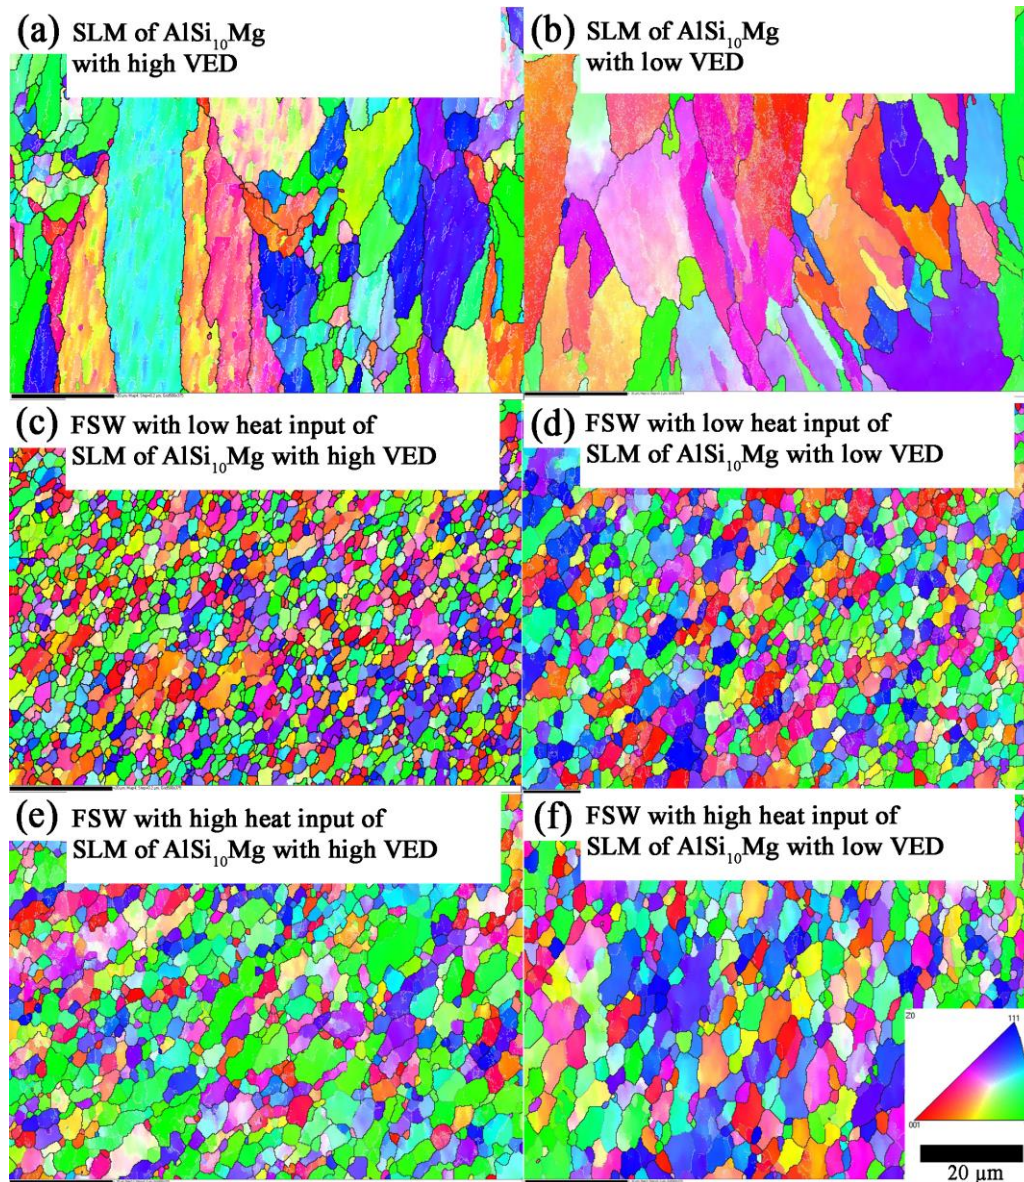 (a) SLM of AlSi₁₀Mg
with high VED
(b) SLM of AlSi₁₀Mg
with low VED
(c) FSW with low heat input of
SLM of AlSi₁₀Mg with high VED
(d) FSW with low heat input of
SLM of AlSi₁₀Mg with low VED
(e) FSW with high heat input of
SLM of AlSi₁₀Mg with high VED
(f) FSW with high heat input of
SLM of AlSi₁₀Mg with low VED
Z0
111
001
20 μm